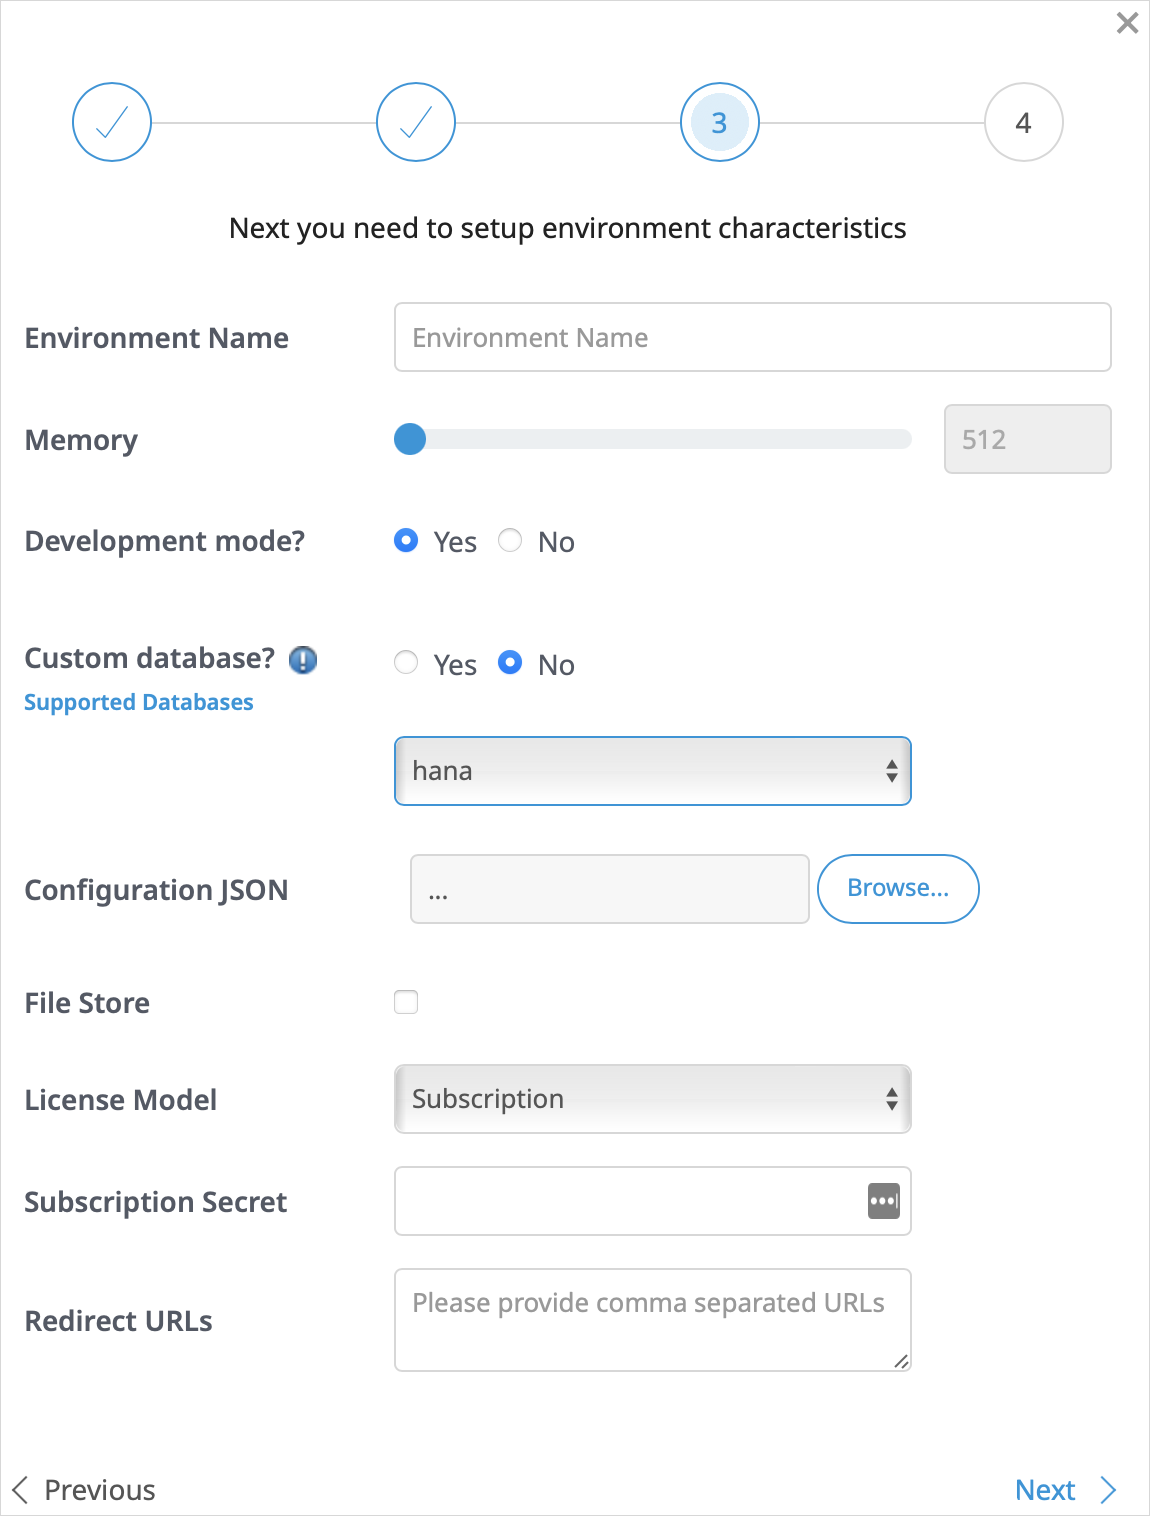 3
4
Next you need to setup environment characteristics
Environment Name
Environment Name
Memory
512
Development mode?
Yes
No
Custom database?
Yes
No
Supported Databases
hana
Configuration JSON
...
Browse...
File Store
License Model
Subscription
Subscription Secret
Redirect URLs
Please provide comma separated URLs
Previous
Next